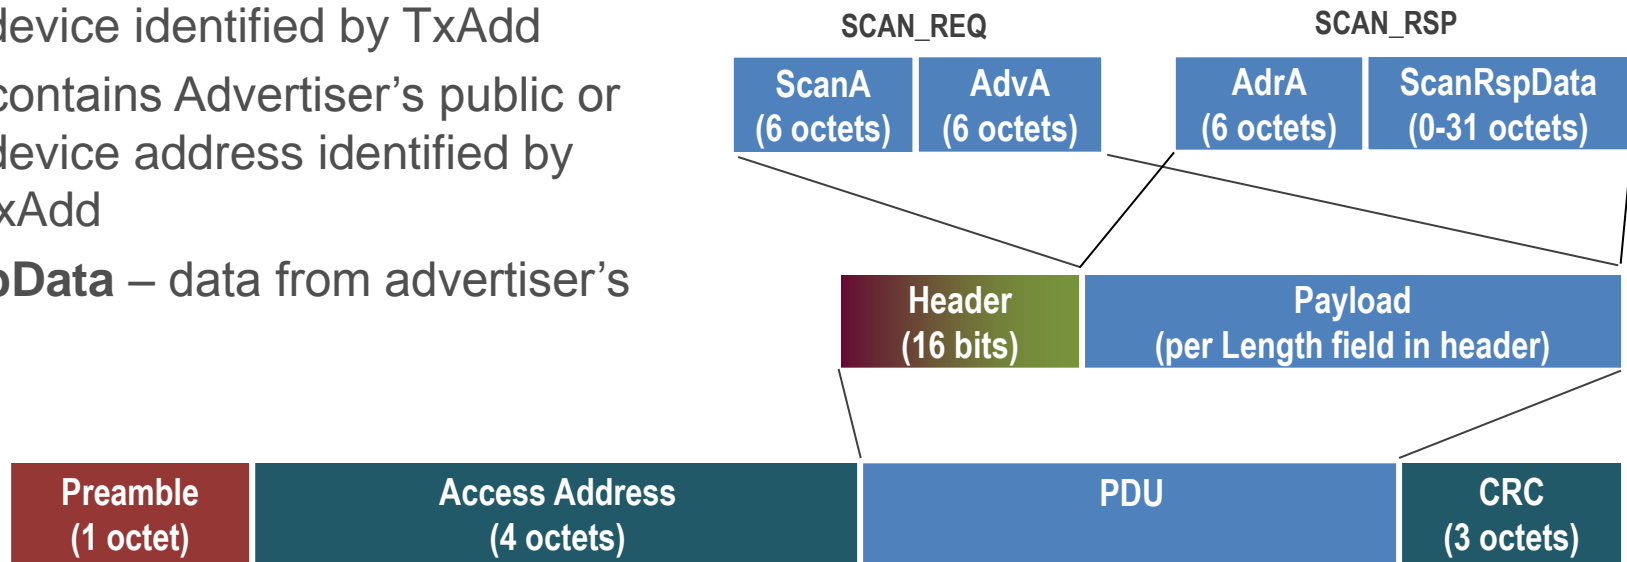 device identified by TxAdd
contains Advertiser's public or
device address identified by
xAdd
pData – data from advertiser's
SCAN_REQ
SCAN_RSP
ScanA
(6 octets)
AdvA
(6 octets)
AdrA
(6 octets)
ScanRspData
(0-31 octets)
Header
(16 bits)
Payload
(per Length field in header)
Preamble
(1 octet)
Access Address
(4 octets)
PDU
CRC
(3 octets)